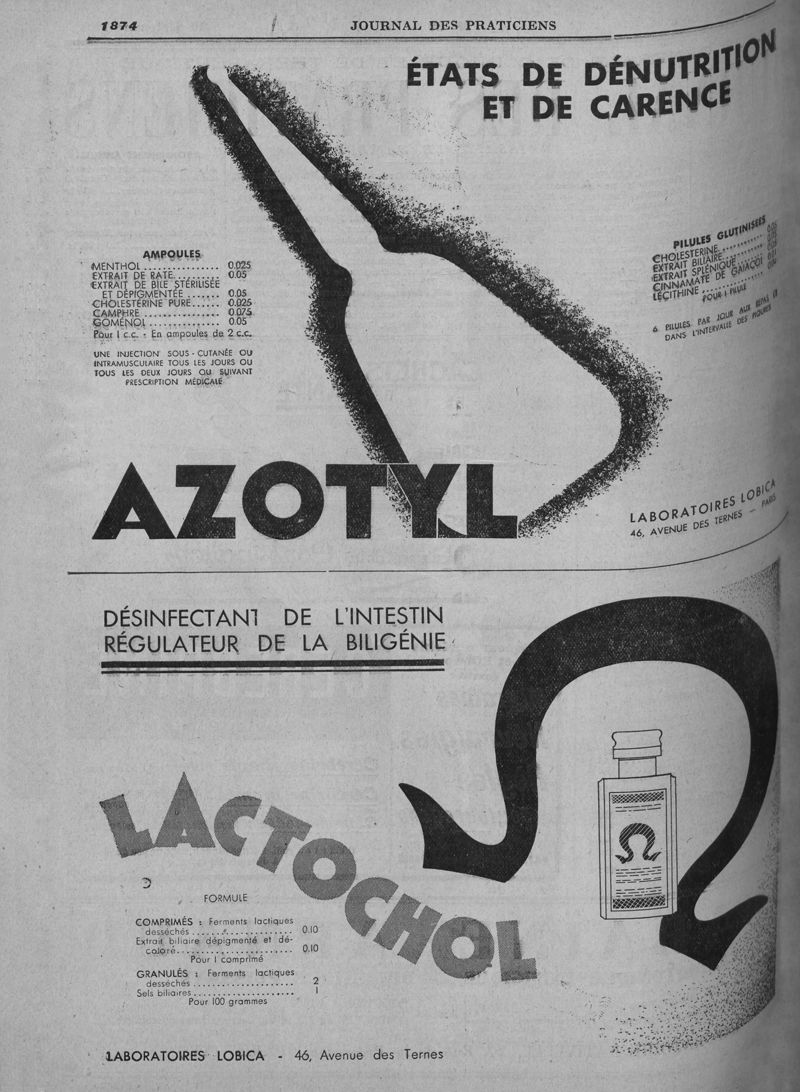 1874
JOURNAL DES PRATICIENS
ÉTATS DE DÉNUTRITION
ET DE CARENCE
AMPOULES
MENTHOL ............... 0.025
EXTRAIT DE RATE.......... 0.05
EXTRAIT DE BILE STÉRILISÉE
ET DÉPIGMENTÉE ....... 0.05
CHOLESTÉRINE PURE...... 0.025
CAMPHRE ............... 0.075
GOMÉNOL .............. 0.05
Pour 1 c.c. - En ampoules de 2 c.c.
UNE INJECTION SOUS-CUTANÉE OU
INTRAMUSCULAIRE TOUS LES JOURS OU
TOUS LES DEUX JOURS OU SUIVANT
PRESCRIPTION MÉDICALE
PILULES GLUTINISÉES
CHOLESTÉRINE ..........
EXTRAIT BILIAIRE..........
EXTRAIT SPLÉNIQUE .......
CINNAMATE DE GAÏACOL
LÉCITHINE ..............
POUR 1 PILULE
6 PILULES PAR JOUR AUX REPAS
DANS L'INTERVALLE DES PIQURES
AZOTYL
LABORATOIRES LOBICA
46, AVENUE DES TERNES — PARIS
DÉSINFECTANT DE L'INTESTIN
RÉGULATEUR DE LA BILIGÉNIE
LACTOCHOL
FORMULE
COMPRIMÉS : Ferments lactiques
desséchés .................... 0.10
Extrait biliaire dépigmenté et dé-
coloré........................ 0.10
Pour 1 comprimé
GRANULÉS : Ferments lactiques
desséchés .................... 2
Sels biliaires .................... 1
Pour 100 grammes
LABORATOIRES LOBICA - 46, Avenue des Ternes